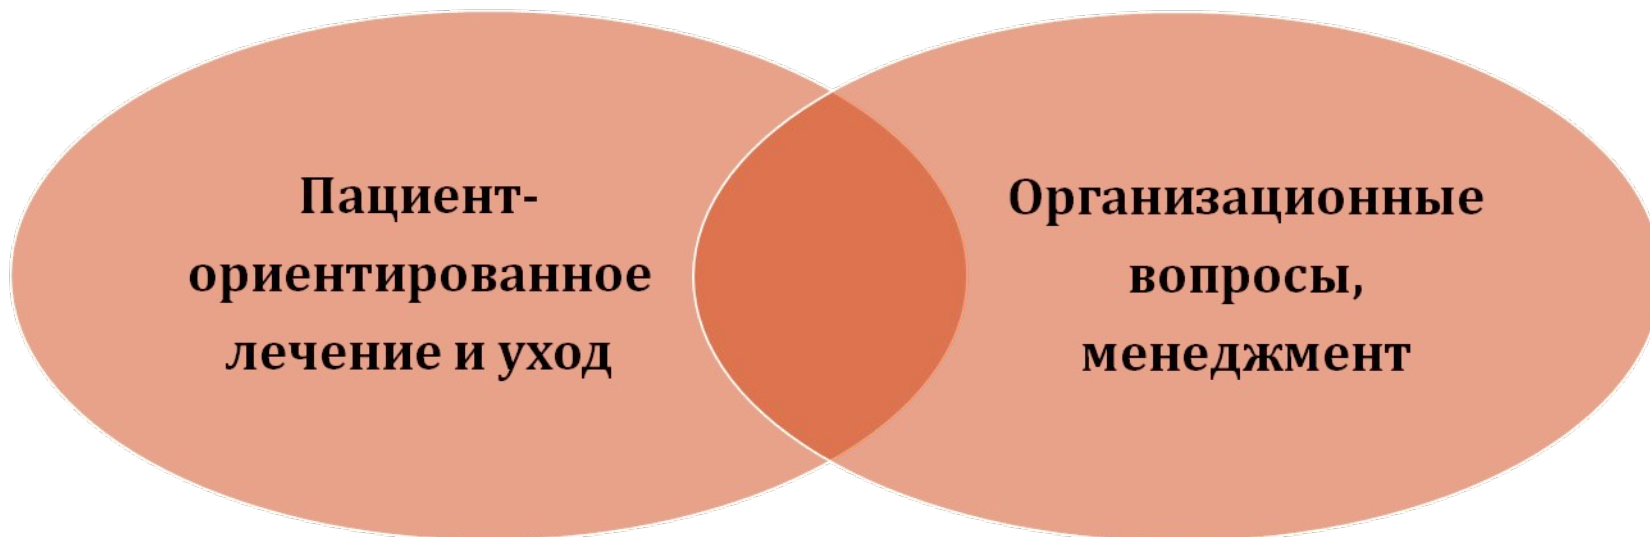 Пациент-
ориентированное
лечение и уход
Организационные
вопросы,
менеджмент